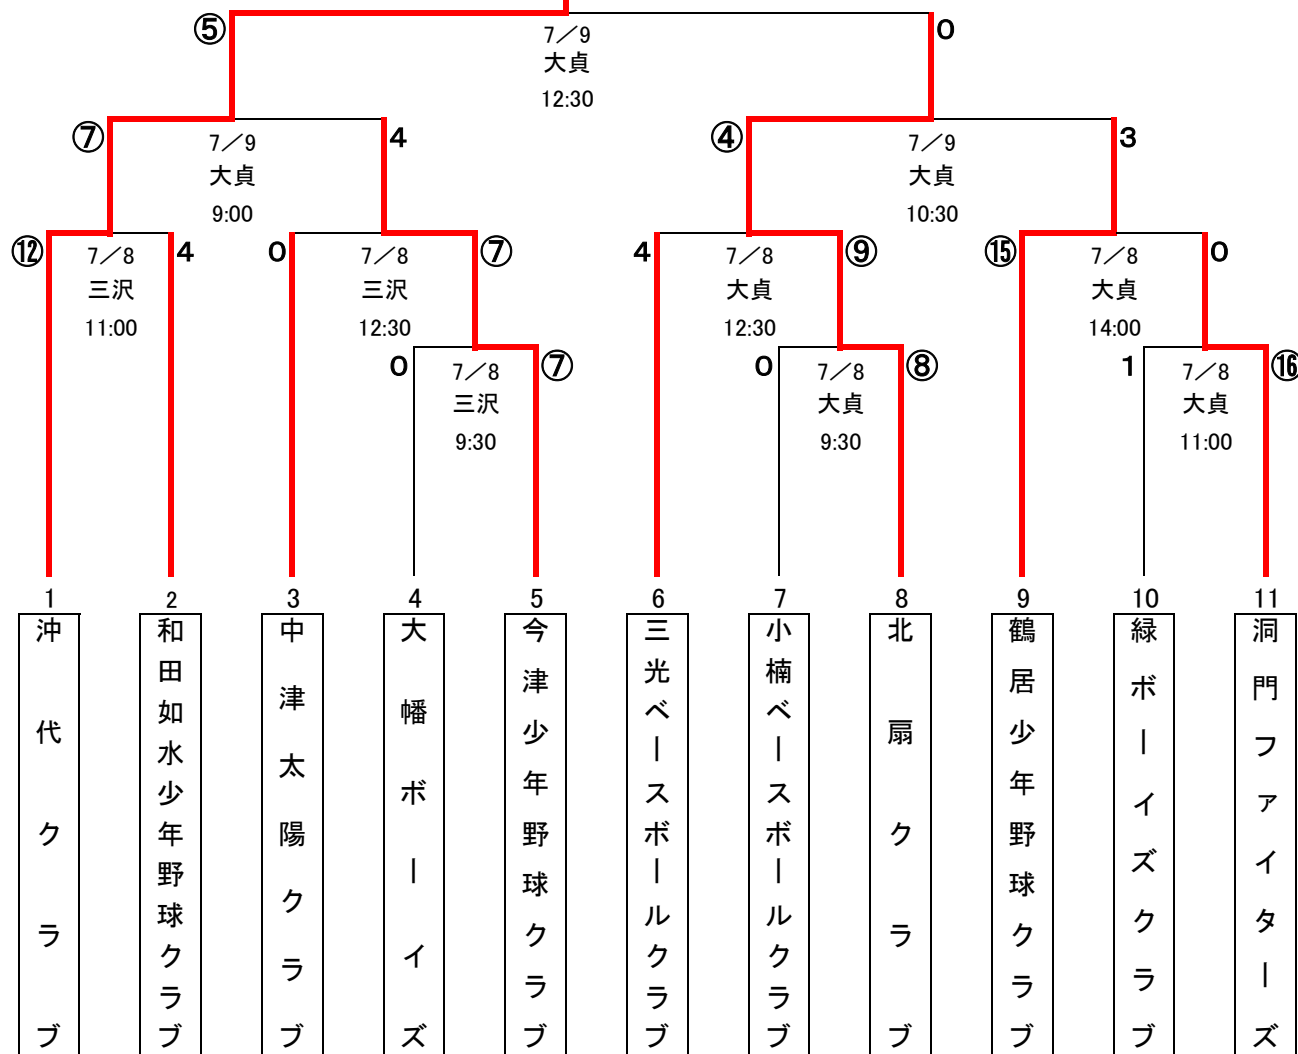 ⑤
0
7／9
大貞
12:30
⑦
4
④
3
7／9
大貞
9:00
7／9
大貞
10:30
⑫
4
0
⑦
4
⑨
⑮
0
7／8
三沢
11:00
7／8
三沢
12:30
7／8
大貞
12:30
7／8
大貞
14:00
0
⑦
0
⑧
1
⑯
7／8
三沢
9:30
7／8
大貞
9:30
7／8
大貞
11:00
1
2
3
4
5
6
7
8
9
10
11
沖代クラブ
和田如水少年野球クラブ
中津太陽クラブ
大幡ボーイズ
今津少年野球クラブ
三光ベースボールクラブ
小楠ベースボールクラブ
北扇クラブ
鶴居少年野球クラブ
緑ボーイズクラブ
洞門ファイターズ